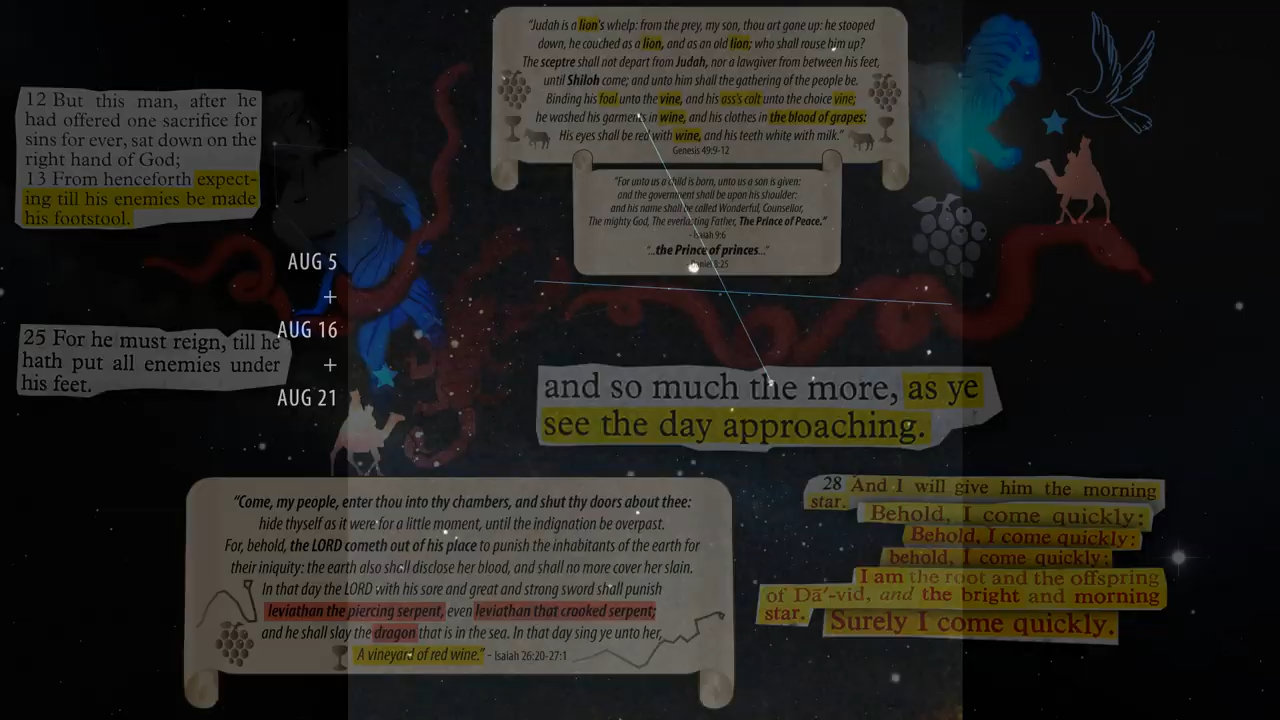 "Judah is a lion's whelp: from the prey, my son, thou art gone up: he stooped
down, he couched as a lion, and as an old lion; who shall rouse him up?
The sceptre shall not depart from Judah, nor a lawgiver from between his feet,
until Shiloh come; and unto him shall the gathering of the people be.
Binding his foal unto the vine, and his ass's colt unto the choice vine;
he washed his garments in wine, and his clothes in the blood of grapes:
His eyes shall be red with wine, and his teeth white with milk."
Genesis 49:9-12
"For unto us a child is born, unto us a son is given:
and the government shall be upon his shoulder:
and his name shall be called Wonderful, Counsellor,
The mighty God, The everlasting Father, The Prince of Peace."
- Isaiah 9:6
"...the Prince of princes..."
- Daniel 8:25
12 But this man, after he
had offered one sacrifice for
sins for ever, sat down on the
right hand of God;
13 From henceforth expect-
ing till his enemies be made
his footstool.
AUG 5
+
AUG 16
+
AUG 21
25 For he must reign, till he
hath put all enemies under
his feet.
and so much the more, as ye
see the day approaching.
"Come, my people, enter thou into thy chambers, and shut thy doors about thee:
hide thyself as it were for a little moment, until the indignation be overpast.
For, behold, the LORD cometh out of his place to punish the inhabitants of the earth for
their iniquity: the earth also shall disclose her blood, and shall no more cover her slain.
In that day the LORD with his sore and great and strong sword shall punish
leviathan the piercing serpent, even leviathan that crooked serpent;
and he shall slay the dragon that is in the sea. In that day sing ye unto her,
A vineyard of red wine." - Isaiah 26:20-27:1
28 And I will give him the morning
star.
Behold, I come quickly:
Behold, I come quickly:
behold, I come quickly:
I am the root and the offspring
of Dā′-vid, and the bright and morning
star.
Surely I come quickly.